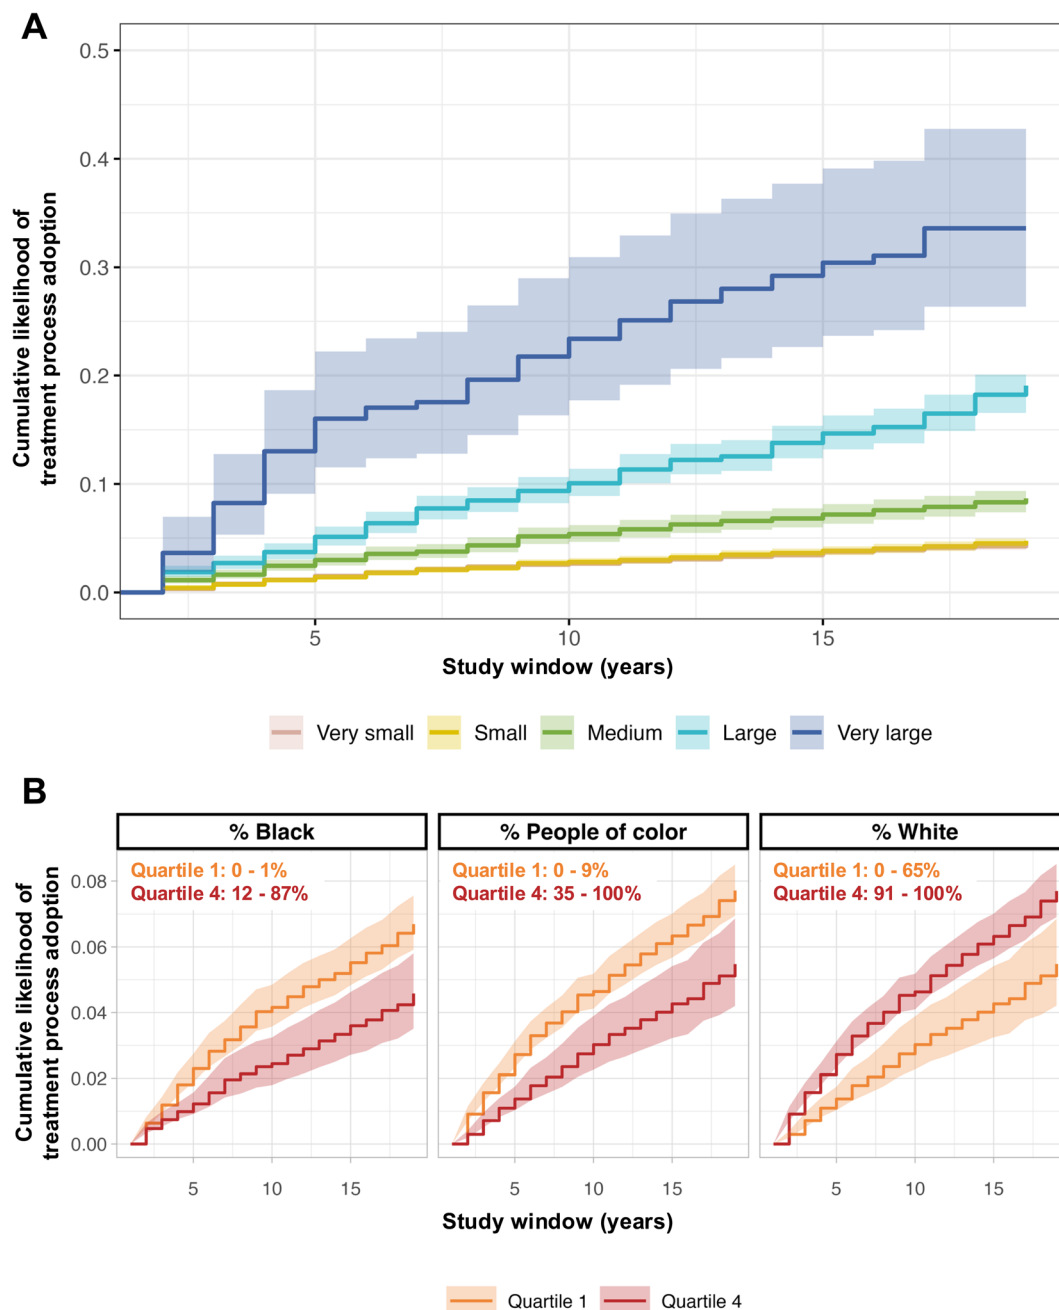 A
0.5
0.4
0.3
0.2
0.1
0.0
Cumulative likelihood of
treatment process adoption
5 10 15
Study window (years)
Very small Small Medium Large Very large
B
% Black % People of color % White
Quartile 1: 0 - 1% Quartile 1: 0 - 9% Quartile 1: 0 - 65%
Quartile 4: 12 - 87% Quartile 4: 35 - 100% Quartile 4: 91 - 100%
0.08
0.06
0.04
0.02
0.00
Cumulative likelihood of
treatment process adoption
5 10 15 5 10 15 5 10 15
Study window (years)
Quartile 1 Quartile 4